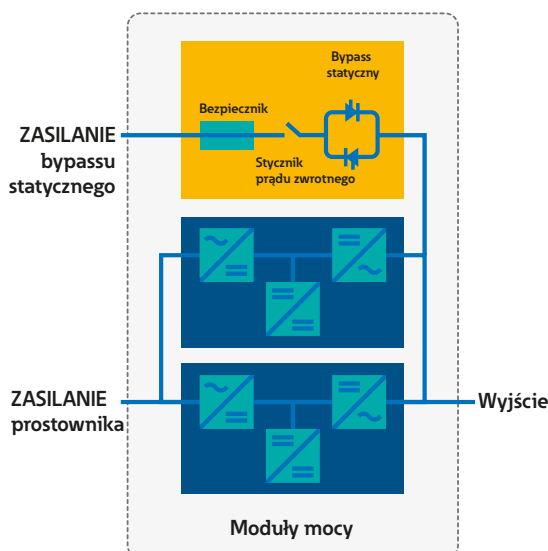 Bypass
statyczny
Bezpiecznik
ZASILANIE
bypassu
statycznego
Stycznik
prądu zwrotnego
ZASILANIE
prostownika
Wyjście
Moduły mocy